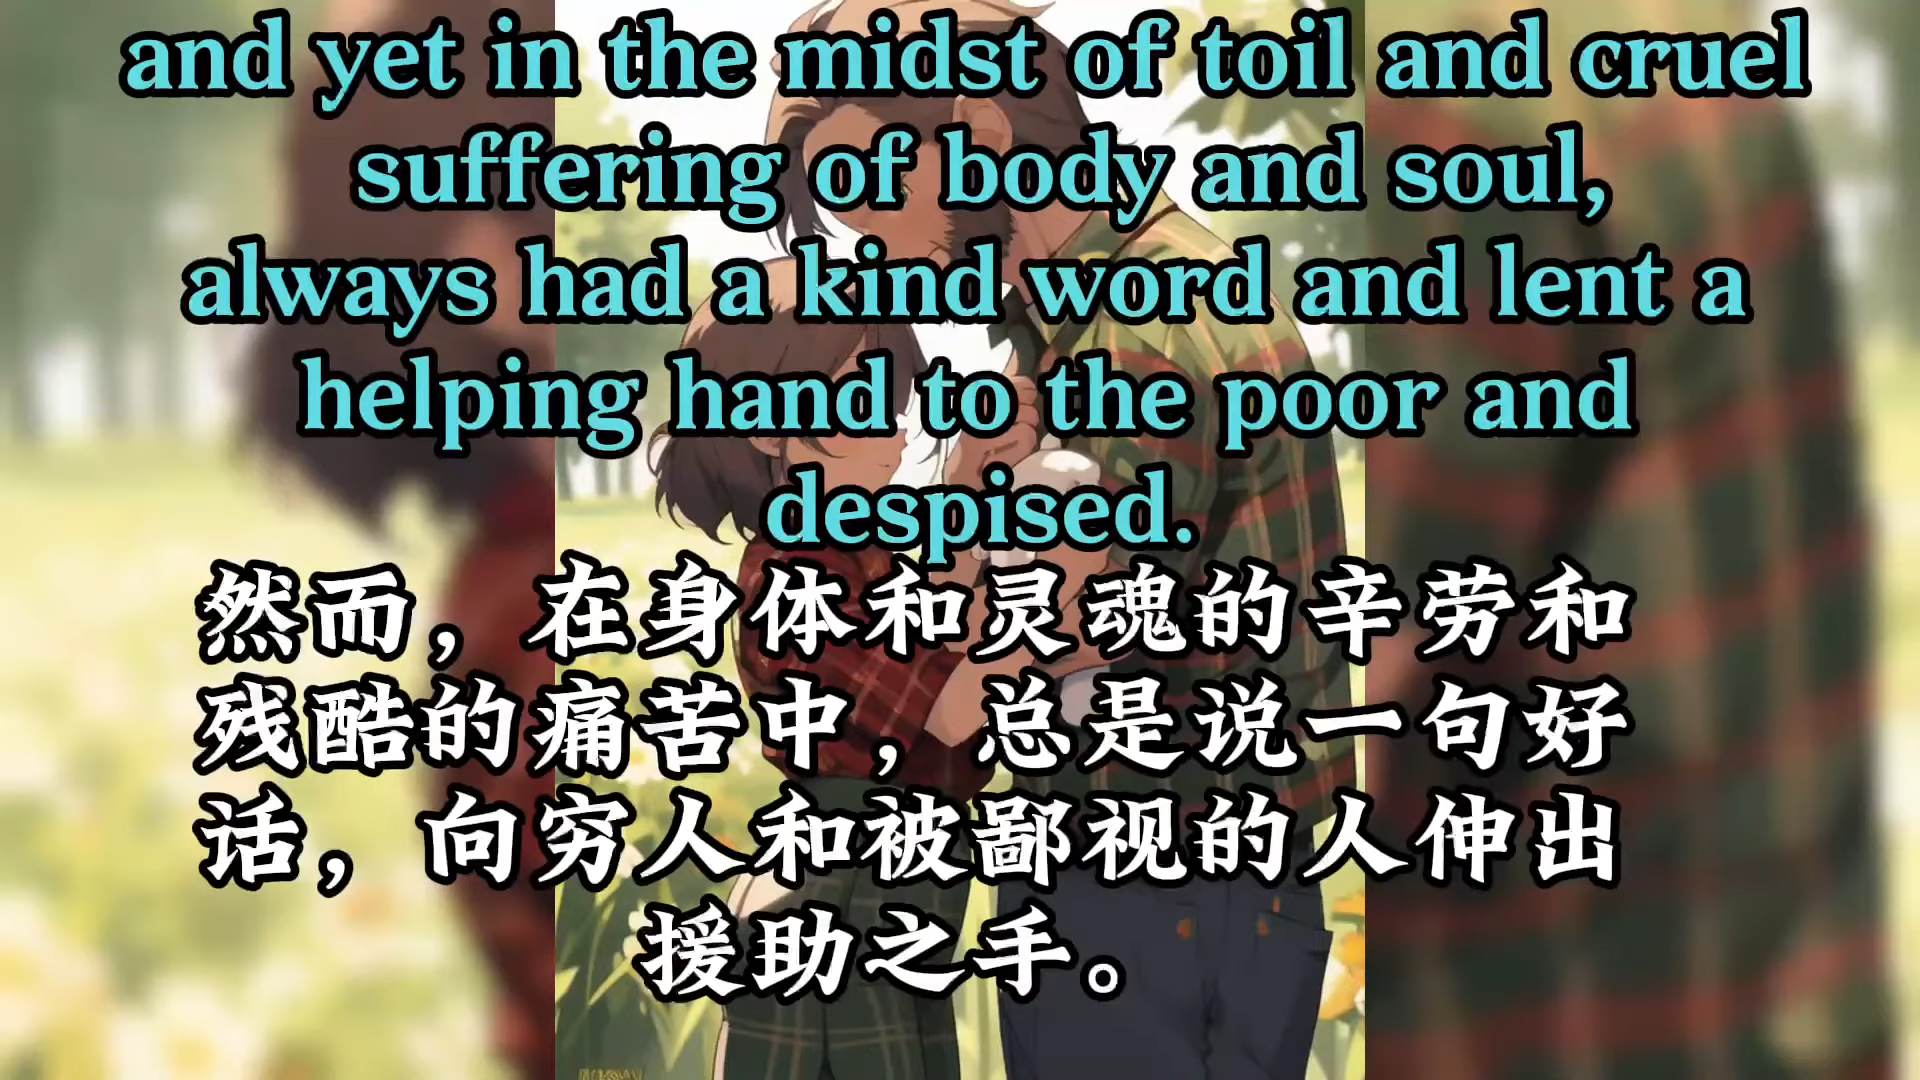 and yet in the midst of toil and cruel
suffering of body and soul,
always had a kind word and lent a
helping hand to the poor and
despised.
然而，在身体和灵魂的辛劳和
残酷的痛苦中，总是说一句好
话，向穷人和被鄙视的人伸出
援助之手。